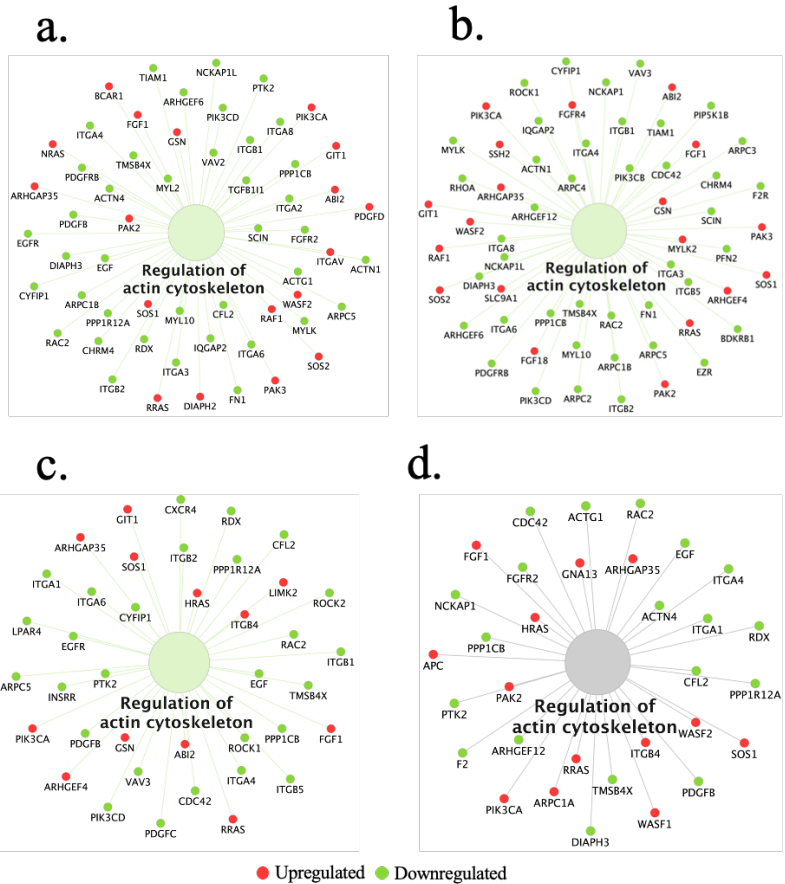 a.
b.
NCKAP1L
TIAM1
PTK2
BCAR1
ARHGEF6
FGF1
PIK3CD
PIK3CA
ITGA4
GSN
ITGA8
ITGB1
GIT1
NRAS
TMSB4X
VAV2
PPP1CB
PDGFRB
MYL2
TGFB1I1
ARHGAP35
ACTN4
ITGA2
ABI2
PDGFD
PDGFB
PAK2
SCIN
FGFR2
EGFR
ITGAV
DIAPH3
EGF
ACTN1
Regulation of
actin cytoskeleton
ACTG1
CYFIP1
ARPC1B
WASF2
SOS1
MYL10
CFL2
RAF1
ARPC5
PPP1R12A
MYLK
RAC2
CHRM4
RDX
IQGAP2
ITGA6
SOS2
ITGA3
ITGB2
PAK3
FN1
RRAS
DIAPH2
CYFIP1
VAV3
ROCK1
NCKAP1
ABI2
PIK3CA
FGFR4
PIP5K1B
IQGAP2
ITGB1
TIAM1
MYLK
SSH2
ITGA4
FGF1
ARPC3
ACTN1
PIK3CB
CDC42
RHOA
ARHGAP35
ARPC4
CHRM4
F2R
GIT1
ARHGEF12
GSN
SCIN
WASF2
PAK3
RAF1
ITGA8
MYLK2
PFN2
NCKAP1L
Regulation of
actin cytoskeleton
ITGA3
SOS1
SOS2
DIAPH3
SLC9A1
ITGB5
ARHGEF4
TMSB4X
FN1
ARHGEF6
ITGA6
PPP1CB
RAC2
RRAS
BDKRB1
FGF18
MYL10
ARPC5
PDGFRB
ARPC1B
EZR
PIK3CD
ARPC2
ITGB2
PAK2
c.
d.
CXCR4
GIT1
RDX
ARHGAP35
CFL2
SOS1
ITGB2
PPP1R12A
ITGA1
LIMK2
ITGA6
HRAS
ROCK2
CYFIP1
ITGB4
LPAR4
EGFR
RAC2
ITGB1
ARPC5
PTK2
EGF
INSRR
TMSB4X
Regulation of
actin cytoskeleton
PIK3CA
PDGFB
GSN
ABI2
ROCK1
PPP1CB
FGF1
ARHGEF4
VAV3
ITGA4
ITGB5
CDC42
PIK3CD
PDGFC
RRAS
CDC42
ACTG1
RAC2
FGF1
EGF
FGFR2
GNA13
ARHGAP35
ITGA4
NCKAP1
HRAS
ACTN4
ITGA1
RDX
PPP1CB
APC
CFL2
PPP1R12A
PAK2
PTK2
Regulation of
actin cytoskeleton
WASF2
F2
ARHGEF12
ITGB4
SOS1
RRAS
TMSB4X
PDGFB
PIK3CA
ARPC1A
WASF1
DIAPH3
Upregulated
Downregulated